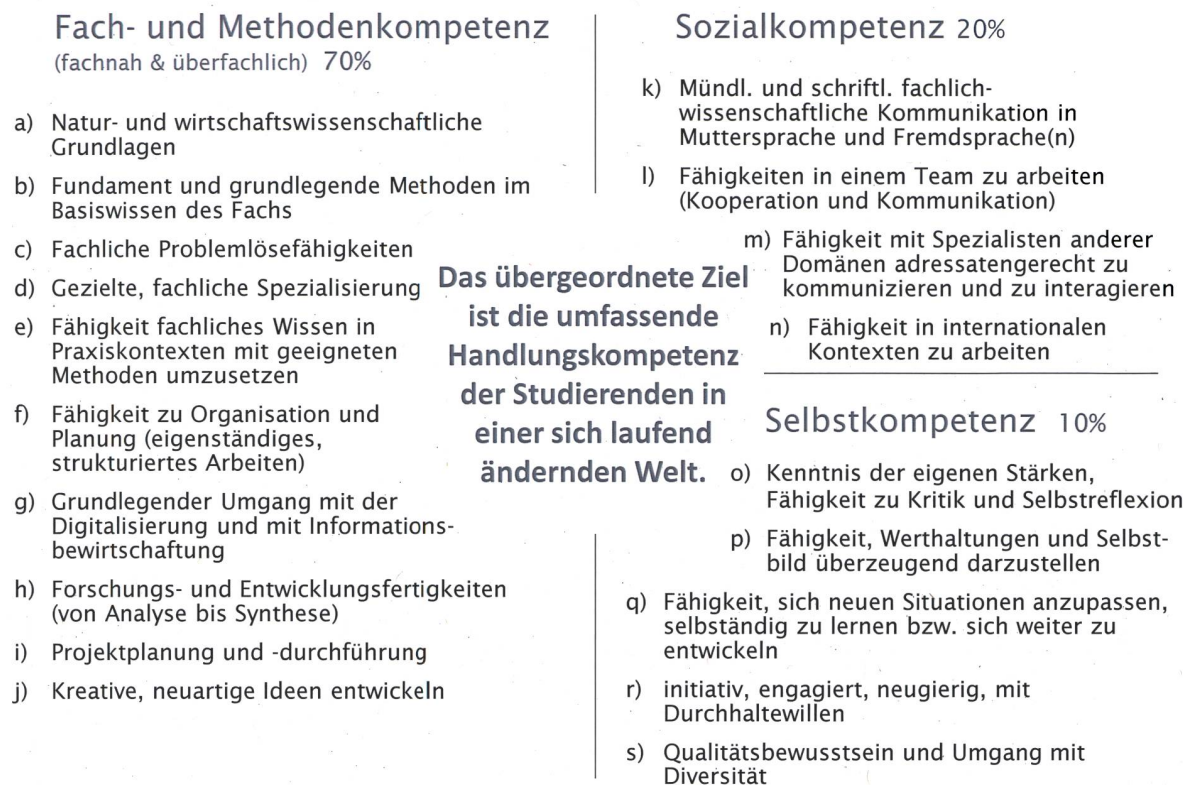 Fach- und Methodenkompetenz
(fachnah & überfachlich) 70%
a) Natur- und wirtschaftswissenschaftliche
Grundlagen
b) Fundament und grundlegende Methoden im
Basiswissen des Fachs
c) Fachliche Problemlösefähigkeiten
d) Gezielte, fachliche Spezialisierung
e) Fähigkeit fachliches Wissen in
Praxiskontexten mit geeigneten
Methoden umzusetzen
f) Fähigkeit zu Organisation und
Planung (eigenständiges,
strukturiertes Arbeiten)
g) Grundlegender Umgang mit der
Digitalisierung und mit Informations-
bewirtschaftung
h) Forschungs- und Entwicklungsfertigkeiten
(von Analyse bis Synthese)
i) Projektplanung und -durchführung
j) Kreative, neuartige Ideen entwickeln
Das übergeordnete Ziel
ist die umfassende
Handlungskompetenz
der Studierenden in
einer sich laufend
ändernden Welt.
Sozialkompetenz 20%
k) Mündl. und schriftl. fachlich-
wissenschaftliche Kommunikation in
Muttersprache und Fremdsprache(n)
l) Fähigkeiten in einem Team zu arbeiten
(Kooperation und Kommunikation)
m) Fähigkeit mit Spezialisten anderer
Domänen adressatengerecht zu
kommunizieren und zu interagieren
n) Fähigkeit in internationalen
Kontexten zu arbeiten
Selbstkompetenz 10%
o) Kenntnis der eigenen Stärken,
Fähigkeit zu Kritik und Selbstreflexion
p) Fähigkeit, Werthaltungen und Selbst-
bild überzeugend darzustellen
q) Fähigkeit, sich neuen Situationen anzupassen,
selbständig zu lernen bzw. sich weiter zu
entwickeln
r) initiativ, engagiert, neugierig, mit
Durchhaltewillen
s) Qualitätsbewusstsein und Umgang mit
Diversität